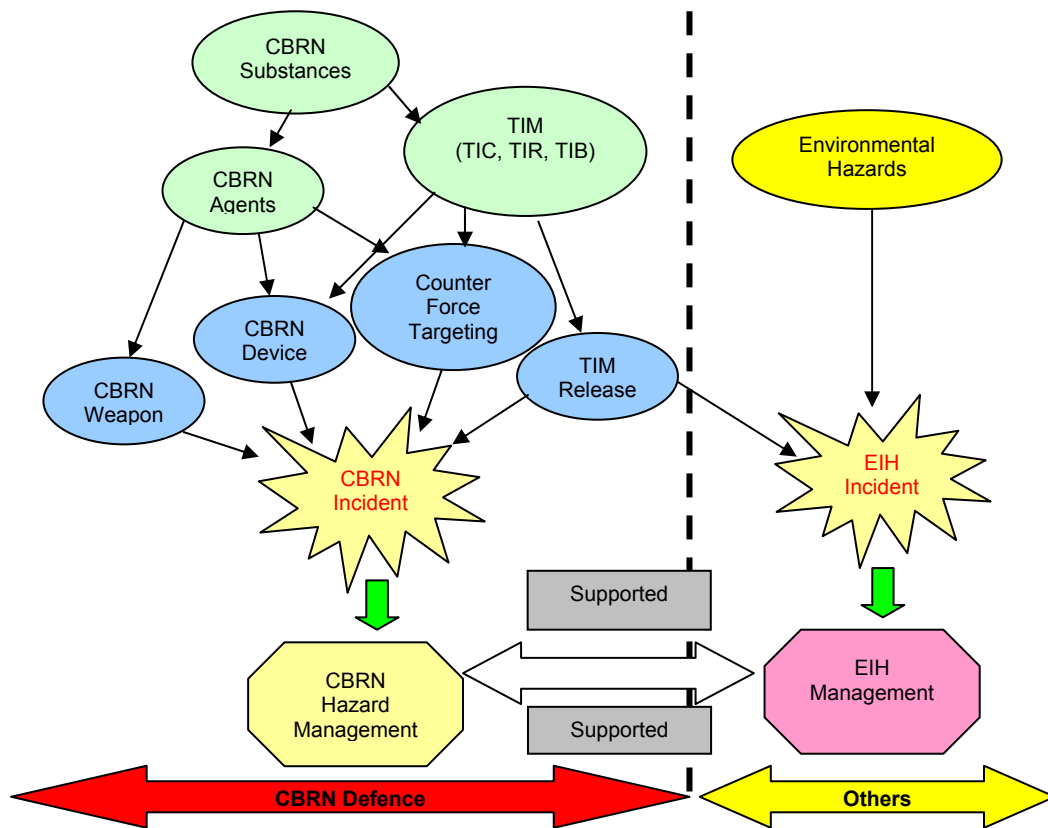 CBRN
Substances
TIM
(TIC, TIR, TIB)
Environmental
Hazards
CBRN
Agents
Counter
Force
Targeting
CBRN
Device
TIM
Release
CBRN
Weapon
CBRN
Incident
EIH
Incident
Supported
CBRN
Hazard
Management
EIH
Management
Supported
CBRN Defence
Others